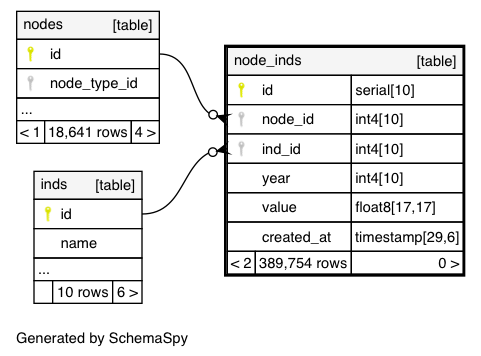 nodes [table]
id
node_type_id
...
< 1 18,641 rows 4 >
inds [table]
id
name
...
10 rows 6 >
node_inds [table]
id serial[10]
node_id int4[10]
ind_id int4[10]
year int4[10]
value float8[17,17]
created_at timestamp[29,6]
< 2 389,754 rows 0 >
Generated by SchemaSpy